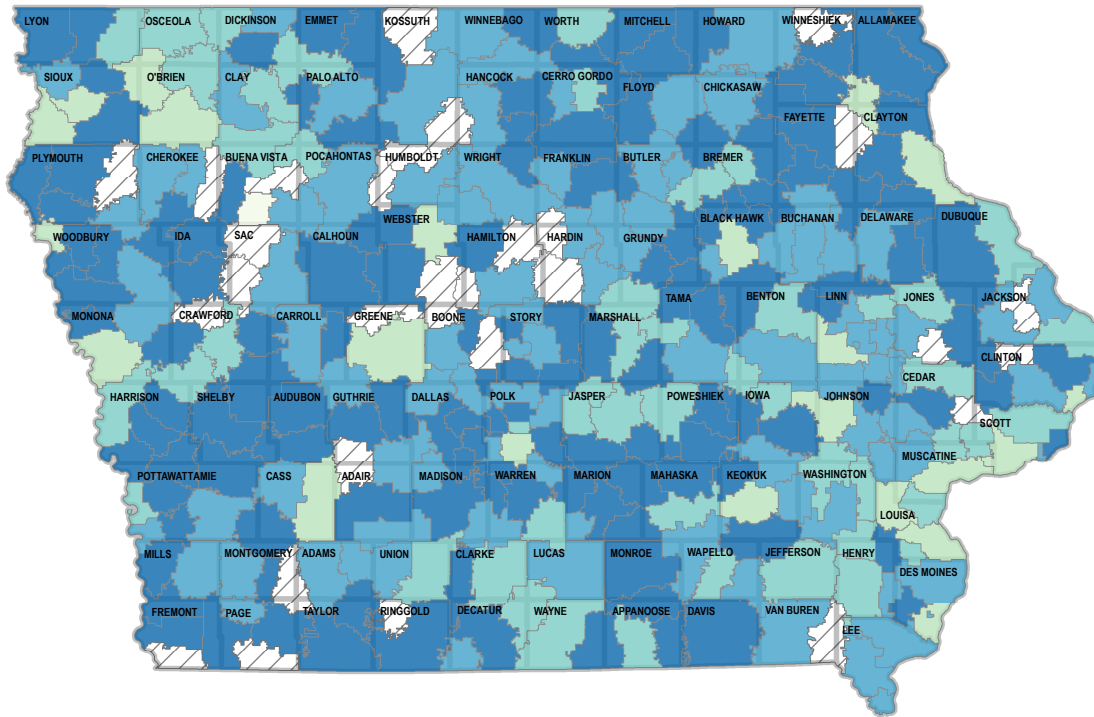 LYON OSCEOLA DICKINSON EMMET KOSSUTH WINNEBAGO WORTH MITCHELL HOWARD WINNESHIEK ALLAMAKEE
SIOUX O'BRIEN CLAY PALO ALTO HANCOCK CERRO GORDO FLOYD CHICKASAW
FAYETTE CLAYTON
PLYMOUTH CHEROKEE BUENA VISTA POCAHONTAS HUMBOLDT WRIGHT FRANKLIN BUTLER BREMER
WOODBURY IDA SAC CALHOUN WEBSTER HAMILTON HARDIN GRUNDY BLACK HAWK BUCHANAN DELAWARE DUBUQUE
MONONA CRAWFORD CARROLL GREENE BOONE STORY MARSHALL TAMA BENTON LINN JONES JACKSON
CLINTON
CEDAR
HARRISON SHELBY AUDUBON GUTHRIE DALLAS POLK JASPER POWESHIEK IOWA JOHNSON
SCOTT
MUSCATINE
POTTAWATTAMIE CASS ADAIR MADISON WARREN MARION MAHASKA KEOKUK WASHINGTON
LOUISA
MILLS MONTGOMERY ADAMS UNION CLARKE LUCAS MONROE WAPELLO JEFFERSON HENRY
DES MOINES
FREMONT PAGE TAYLOR RINGGOLD DECATUR WAYNE APPANOOSE DAVIS VAN BUREN
LEE